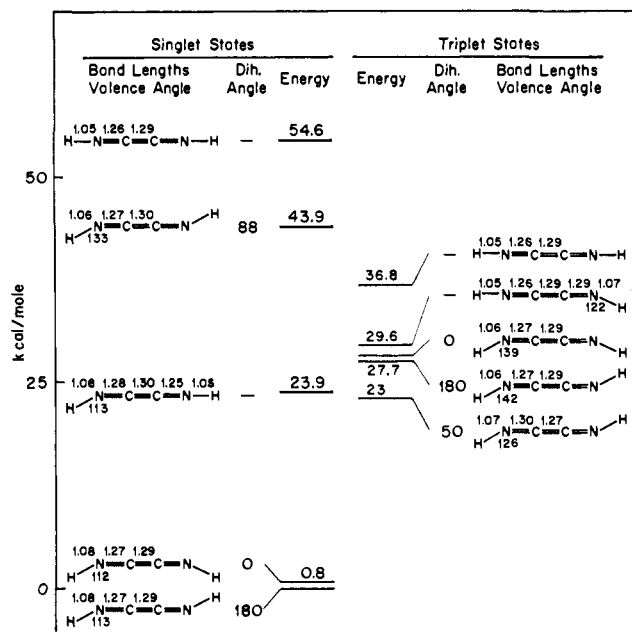 Singlet States
Triplet States
Bond Lengths Valence Angle
Dih. Angle
Energy
Energy
Dih. Angle
Bond Lengths Valence Angle
kcal/mole
50
25
0
1.05 1.26 1.29
H—N=C=C=N—H — 54.6
1.06 1.27 1.30
H N=C=C=N H 88 43.9
133
1.08 1.28 1.30 1.25 1.05
H N=C=C=N—H — 23.9
113
1.08 1.27 1.29
H N=C=C=N H 0 0.8
112
1.08 1.27 1.29
H N=C=C=N H 180
113
36.8 — 1.05 1.26 1.29
H—N=C=C=N—H
29.6 — 1.05 1.26 1.29 1.29 1.07
H—N=C=C=N H
122
0 1.06 1.27 1.29
H N=C=C=N H
139
27.7 180 1.06 1.27 1.29
H N=C=C=N H
142
23 50 1.07 1.30 1.27
H N=C=C=N H
126